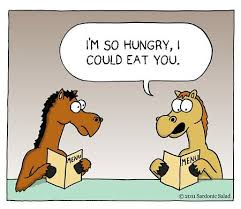 I'M SO HUNGRY, I
COULD EAT YOU.
MENU
MENU
© 2011 Sardonic Salad